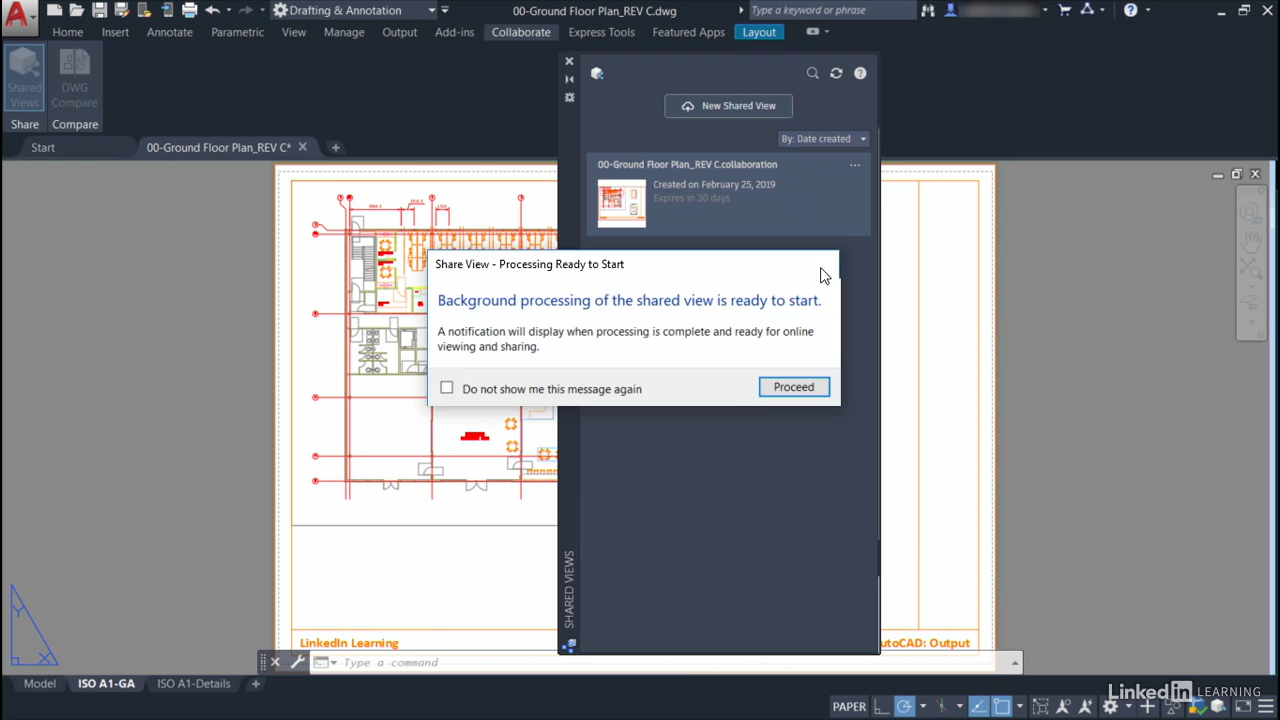 Drafting & Annotation
00-Ground Floor Plan_REV C.dwg
Type a keyword or phrase
Home
Insert
Annotate
Parametric
View
Manage
Output
Add-ins
Collaborate
Express Tools
Featured Apps
Layout
Shared
Views
DWG
Compare
Share
Compare
Start
00-Ground Floor Plan_REV C*
New Shared View
By: Date created
00-Ground Floor Plan_REV C.collaboration
Created on February 25, 2019
Expires in 30 days
Share View - Processing Ready to Start
Background processing of the shared view is ready to start.
A notification will display when processing is complete and ready for online
viewing and sharing.
Do not show me this message again
Proceed
SHARED VIEWS
LinkedIn Learning
utoCAD: Output
Y
X
Type a command
Model
ISO A1-GA
ISO A1-Details
PAPER
LinkedIn LEARNING